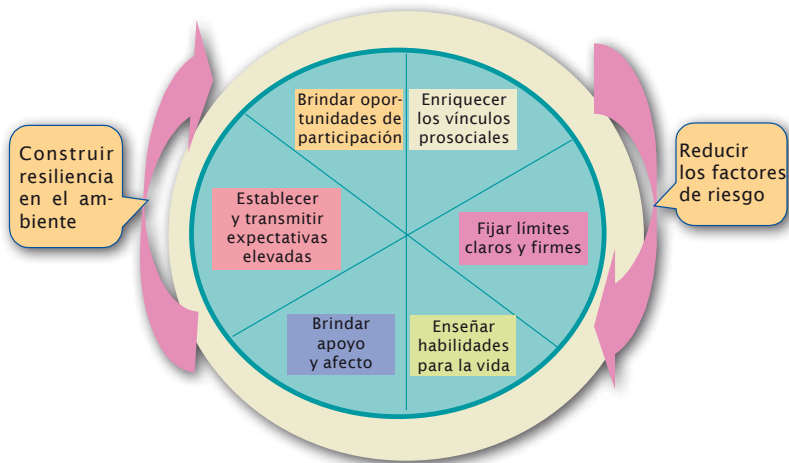 Brindar opor-
tunidades de
participación
Enriquecer
los vínculos
prosociales
Construir
resiliencia
en el am-
biente
Reducir
los factores
de riesgo
Establecer
y transmitir
expectativas
elevadas
Fijar límites
claros y firmes
Brindar
apoyo
y afecto
Enseñar
habilidades
para la vida